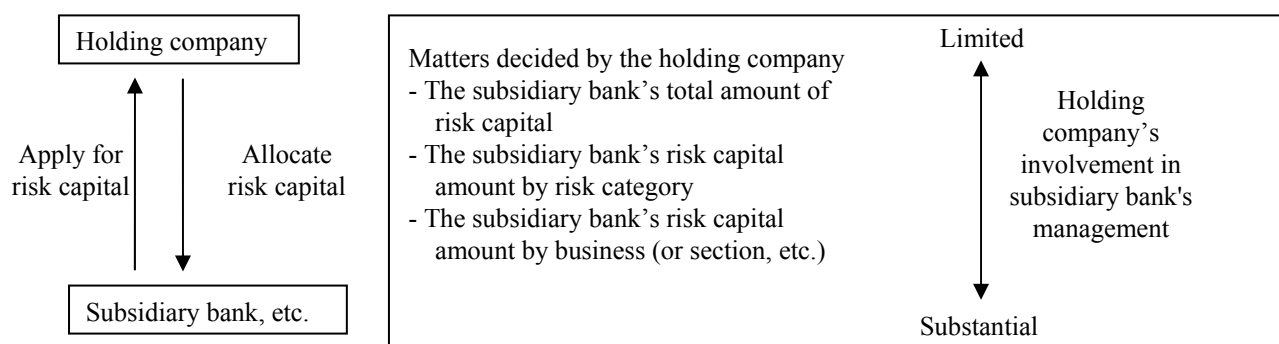 Holding company
Apply for
risk capital
Allocate
risk capital
Subsidiary bank, etc.
Matters decided by the holding company
- The subsidiary bank’s total amount of
risk capital
- The subsidiary bank’s risk capital
amount by risk category
- The subsidiary bank’s risk capital
amount by business (or section, etc.)
Limited
Holding
company’s
involvement in
subsidiary bank's
management
Substantial